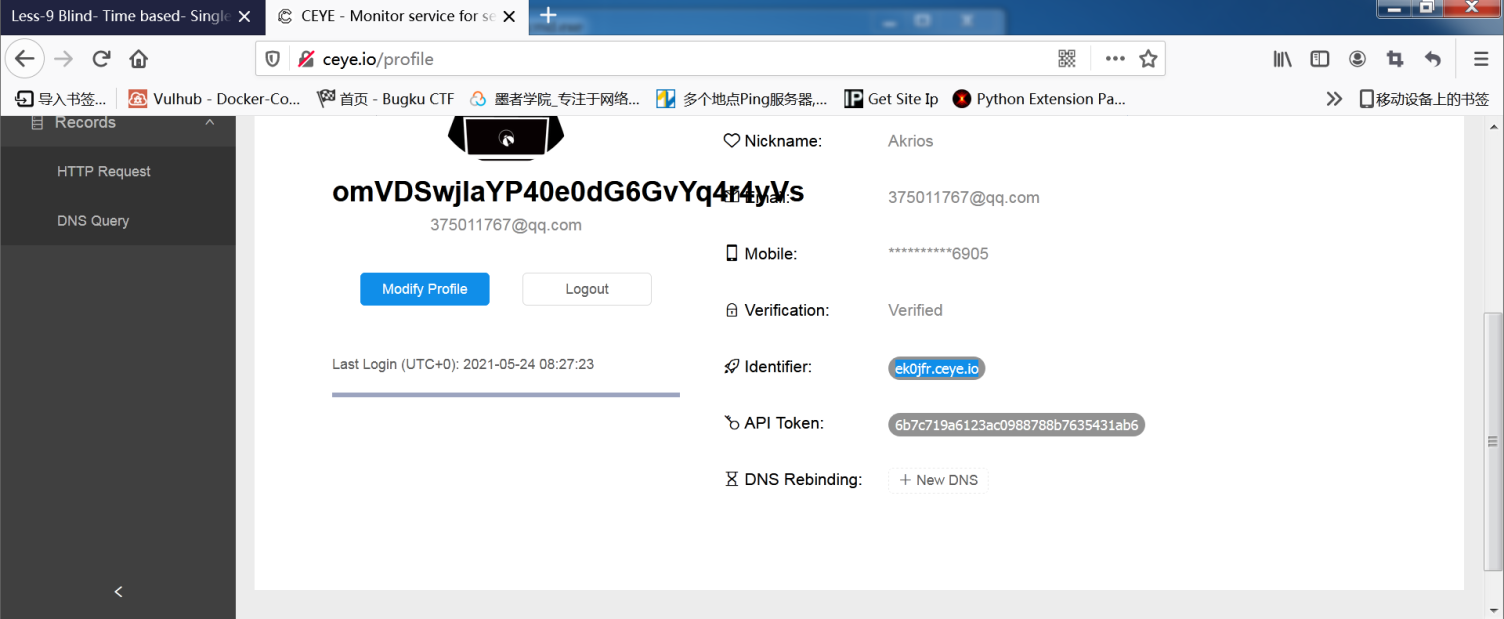 Less-9 Blind- Time based- Single
CEYE - Monitor service for se
ceye.io/profile
导入书签...
Vulhub - Docker-Co...
首页 - Bugku CTF
墨者学院_专注于网络...
多个地点Ping服务器,...
Get Site Ip
Python Extension Pa...
移动设备上的书签
Records
HTTP Request
DNS Query
omVDSwjlaYP40e0dG6GvYq4r4yVs
375011767@qq.com
Modify Profile
Logout
Last Login (UTC+0): 2021-05-24 08:27:23
Nickname: Akrios
Email: 375011767@qq.com
Mobile: **********6905
Verification: Verified
Identifier: ek0jfr.ceye.io
API Token: 6b7c719a6123ac0988788b7635431ab6
DNS Rebinding: + New DNS